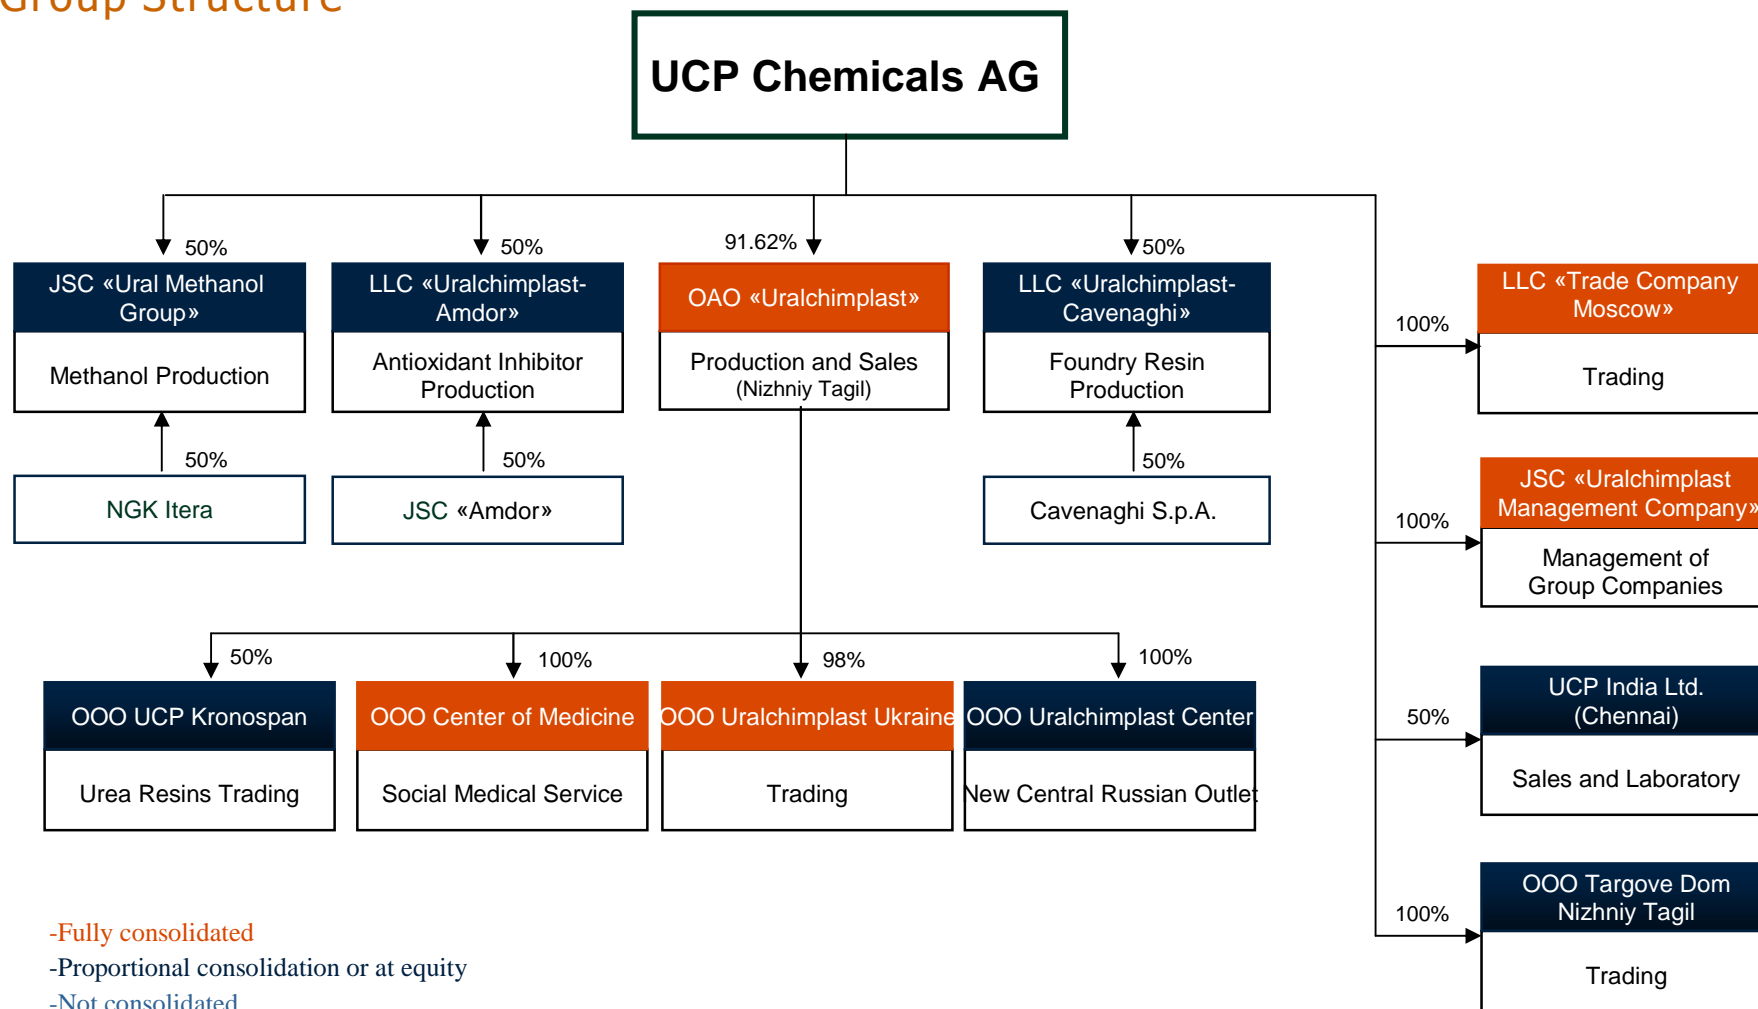 Group Structure
UCP Chemicals AG
50%
50%
91.62%
50%
JSC «Ural Methanol
Group»
Methanol Production
LLC «Uralchimplast-
Amdor»
Antioxidant Inhibitor
Production
OAO «Uralchimplast»
Production and Sales
(Nizhniy Tagil)
LLC «Uralchimplast-
Cavenaghi»
Foundry Resin
Production
50%
NGK Itera
50%
JSC «Amdor»
50%
Cavenaghi S.p.A.
100%
LLC «Trade Company
Moscow»
Trading
100%
JSC «Uralchimplast
Management Company»
Management of
Group Companies
50%
UCP India Ltd.
(Chennai)
Sales and Laboratory
100%
OOO Targove Dom
Nizhniy Tagil
Trading
50%
OOO UCP Kronospan
Urea Resins Trading
100%
OOO Center of Medicine
Social Medical Service
98%
OOO Uralchimplast Ukraine
Trading
100%
OOO Uralchimplast Center
New Central Russian Outlet
-Fully consolidated
-Proportional consolidation or at equity
-Not consolidated